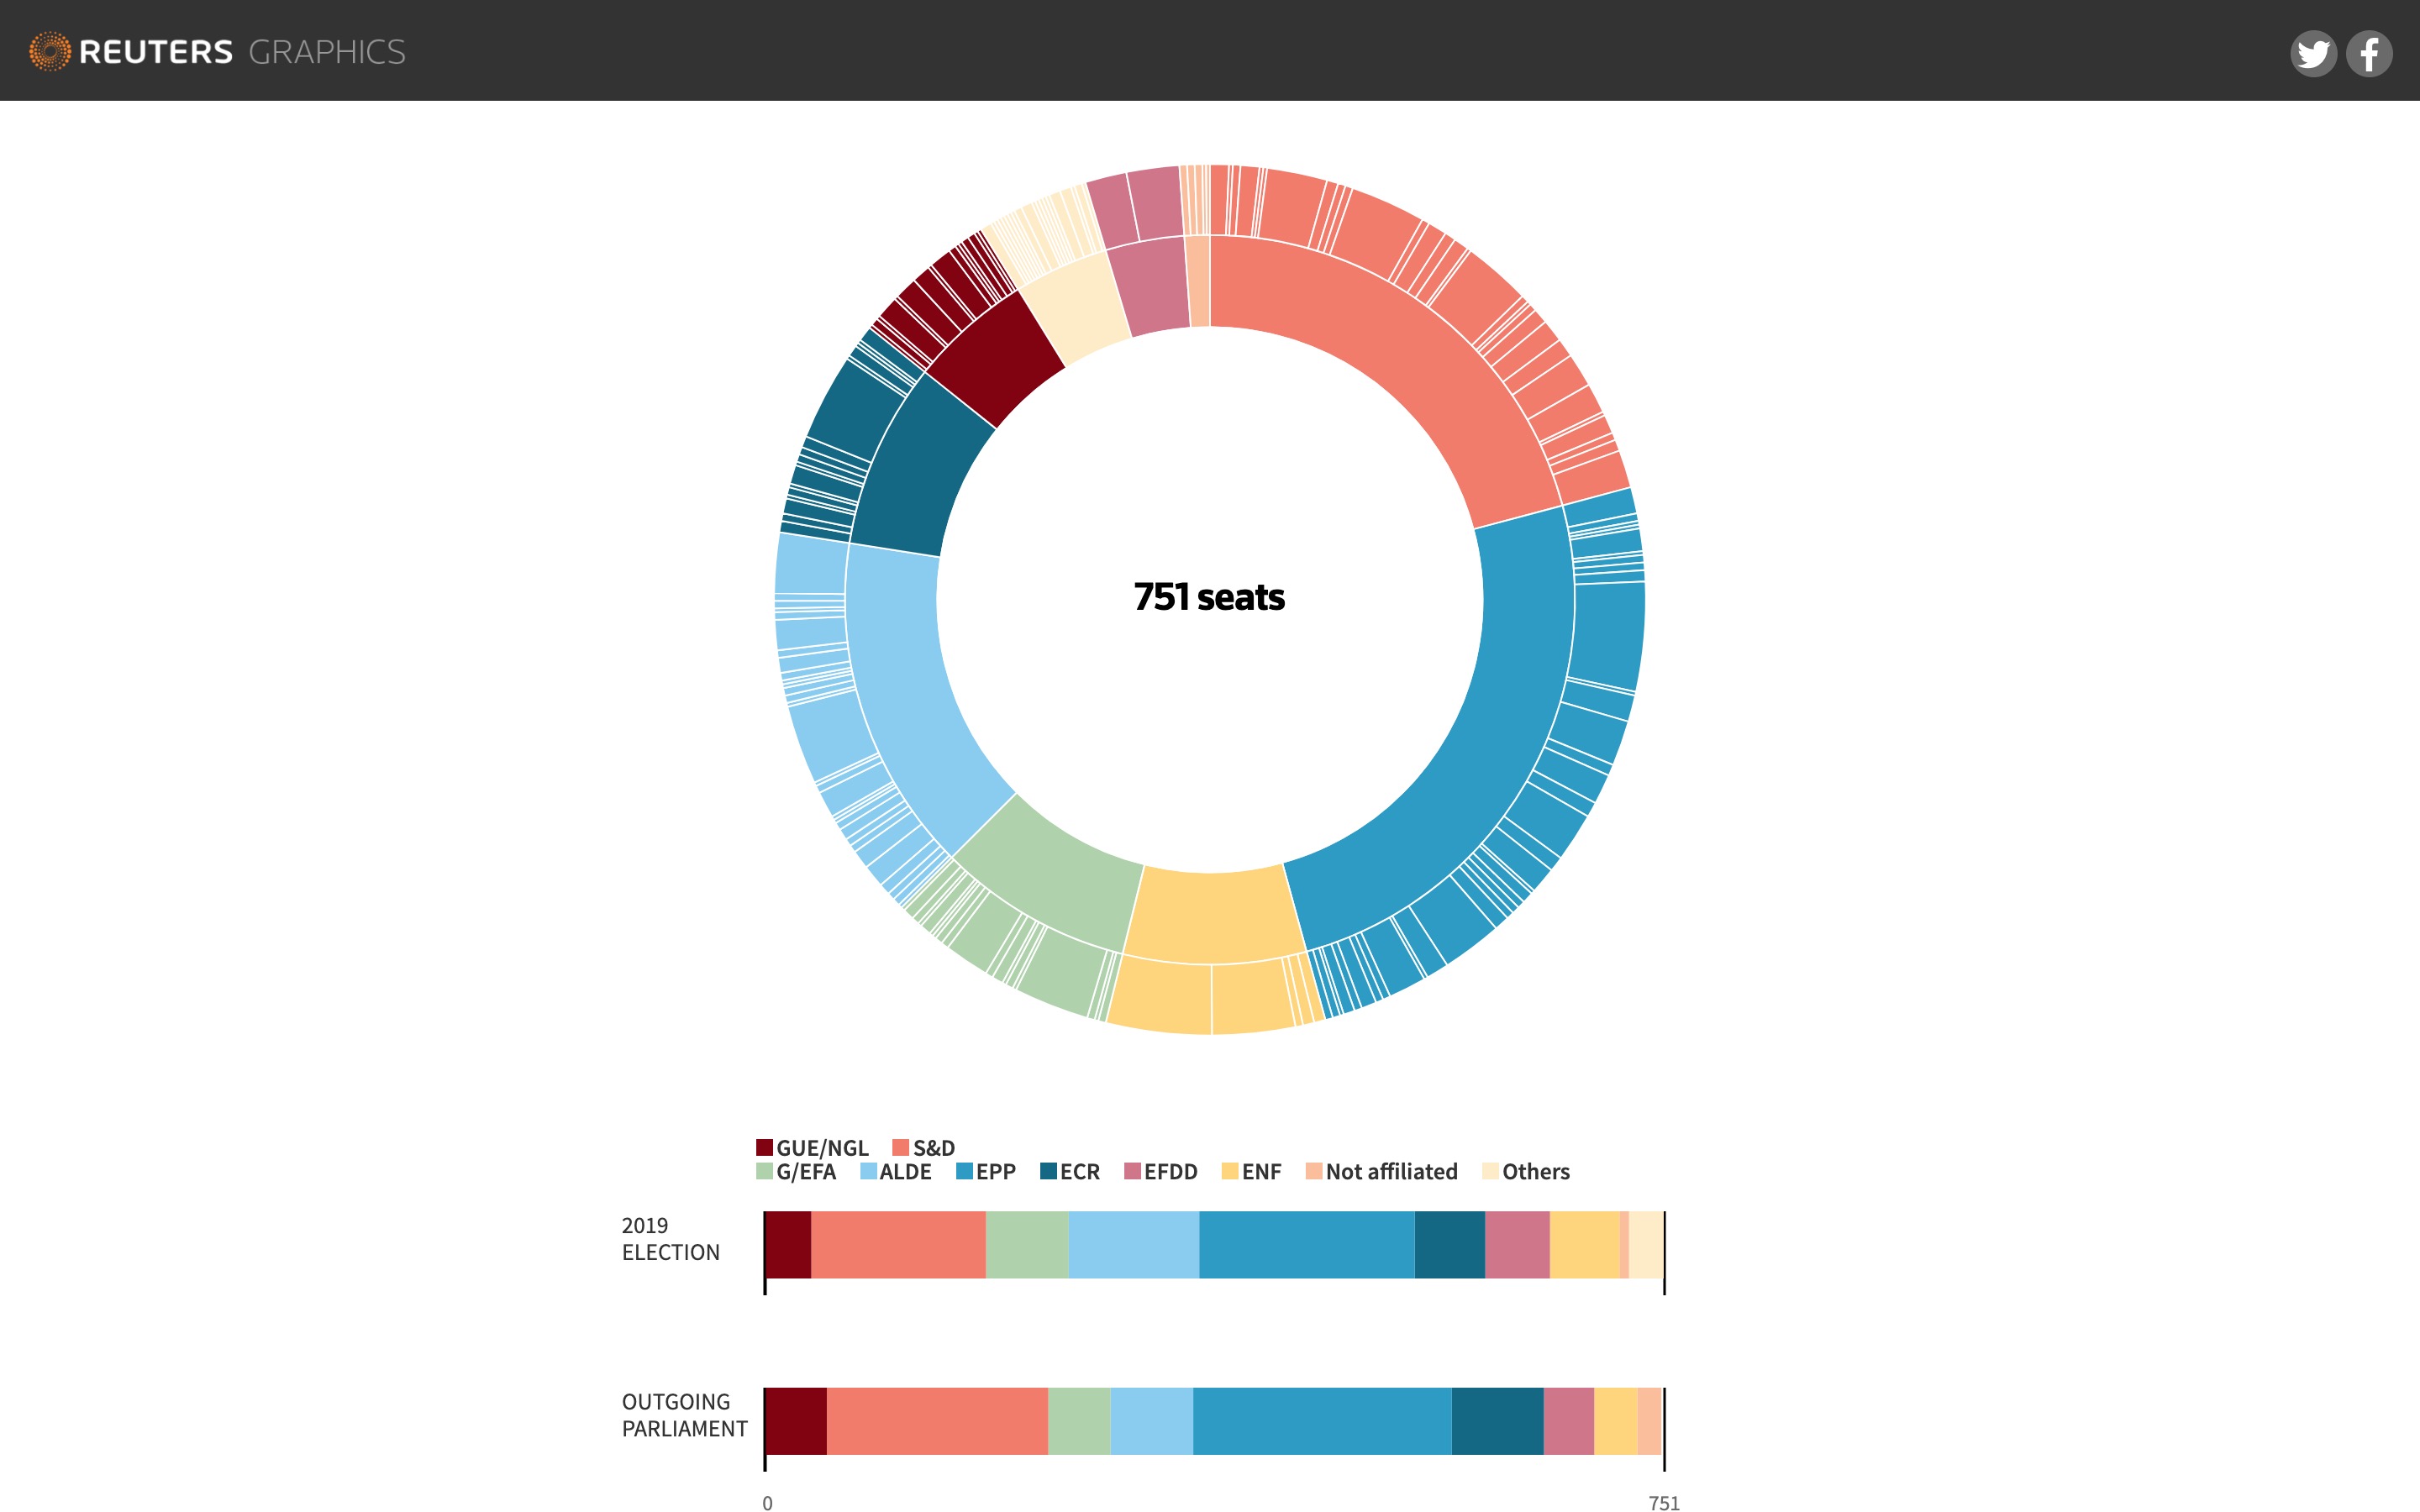 REUTERS GRAPHICS
751 seats
GUE/NGL S&D
G/EFA ALDE EPP ECR EFDD ENF Not affiliated Others
2019
ELECTION
OUTGOING
PARLIAMENT
0 751